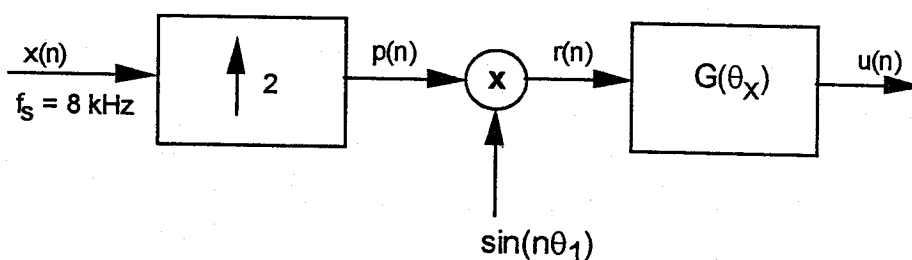 x(n)
f_s = 8 kHz
2
p(n)
x
r(n)
sin(nθ_1)
G(θ_x)
u(n)